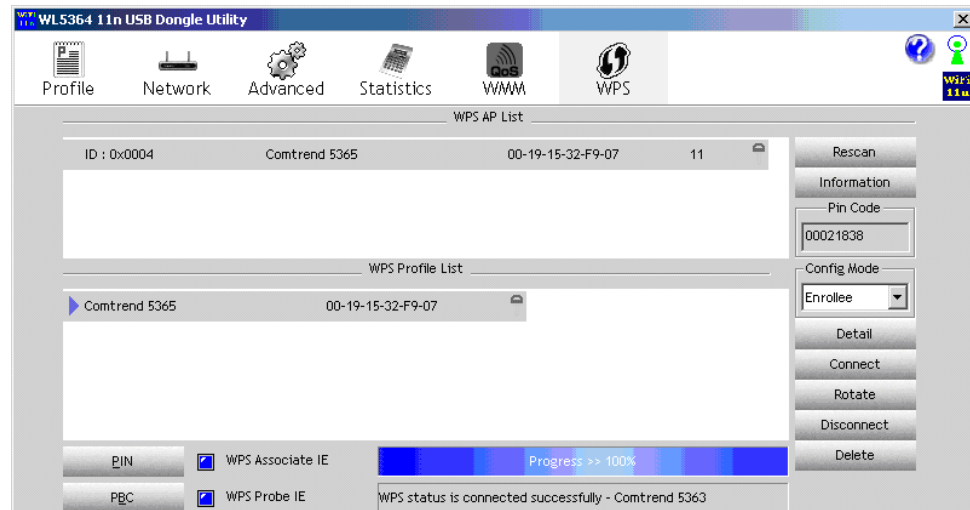 WL5364 11n USB Dongle Utility
Profile Network Advanced Statistics WMM WPS
QoS
WPS AP List
ID : 0x0004 Comtrend 5365 00-19-15-32-F9-07 11
Rescan
Information
Pin Code
00021838
WPS Profile List
Config Mode
Comtrend 5365 00-19-15-32-F9-07
Enrollee
Detail
Connect
Rotate
Disconnect
Delete
PIN WPS Associate IE Progress >> 100%
PBC WPS Probe IE WPS status is connected successfully - Comtrend 5363